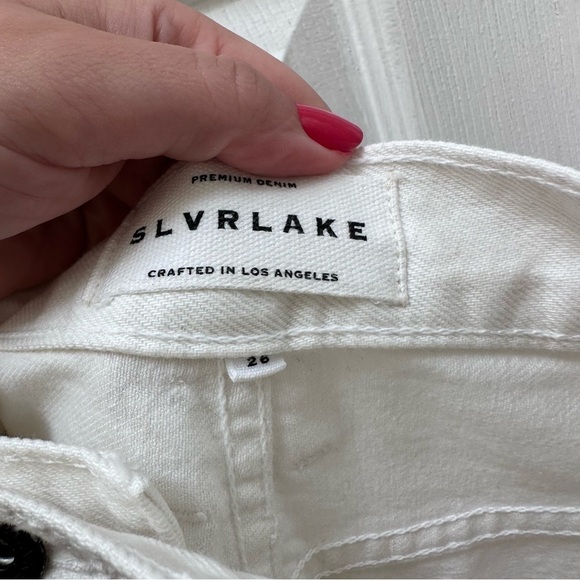 PREMIUM DENIM
SLVRLAKE
CRAFTED IN LOS ANGELES
26